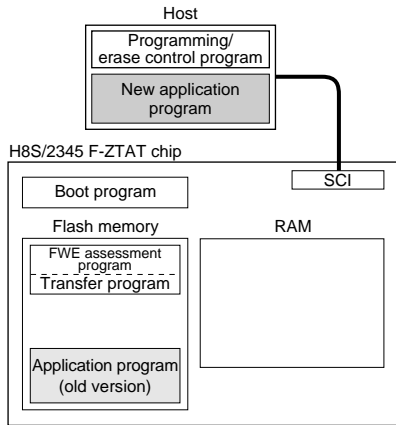 Host
Programming/
erase control program
New application
program
H8S/2345 F-ZTAT chip
SCI
Boot program
Flash memory
RAM
FWE assessment
program
Transfer program
Application program
(old version)